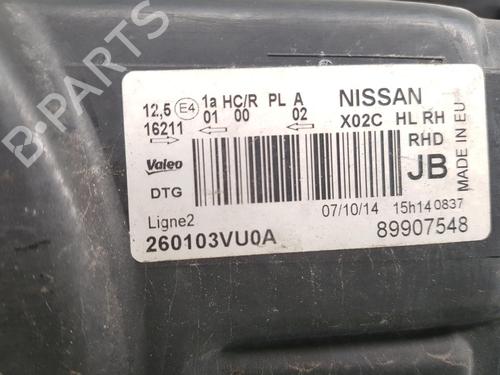 12,5 E4 1a HC/R PL A NISSAN
16211 01 00 02 X02C HL RH
RHD
Valeo
JB
DTG
MADE IN EU
07/10/14 15h14 0837
Ligne2
260103VU0A 89907548
B-PARTS